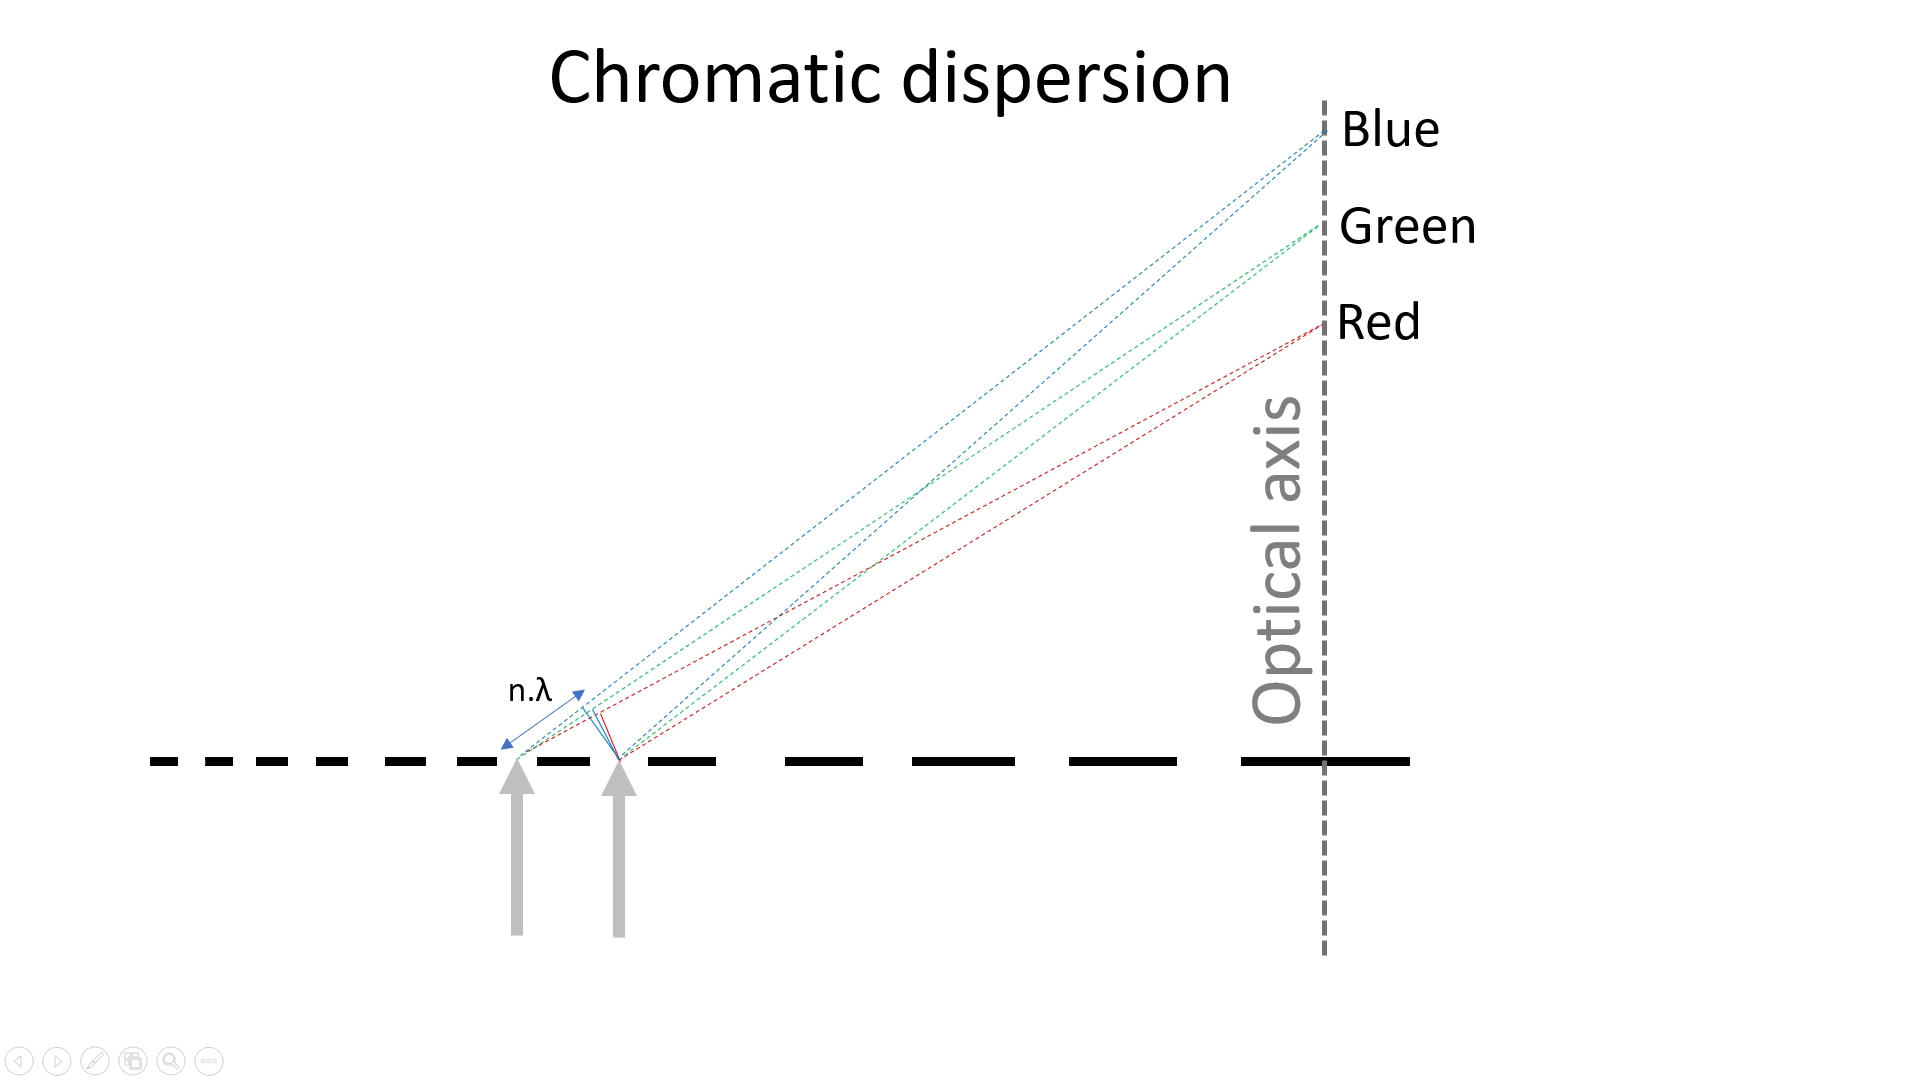 Chromatic dispersion
Blue
Green
Red
Optical axis
n.λ